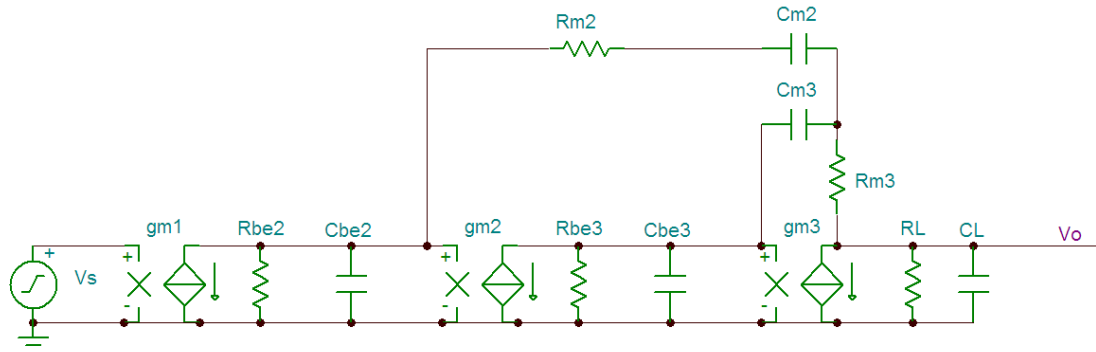 Rm2
Cm2
Cm3
Rm3
gm1
Rbe2
Cbe2
gm2
Rbe3
Cbe3
gm3
RL
CL
Vo
+
Vs
+
-
+
-
+
-